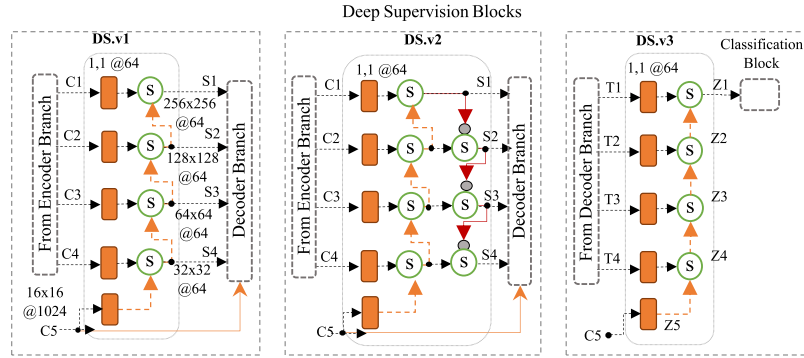 Deep Supervision Blocks
DS.v1
1,1 @64
From Encoder Branch
C1
C2
C3
C4
S
S
S
S
S1
256x256
@64
S2
128x128
@64
S3
64x64
@64
S4
32x32
@64
16x16
@1024
C5
Decoder Branch
DS.v2
1,1 @64
From Encoder Branch
C1
C2
C3
C4
C5
S
S
S
S
S
S
S
S1
S2
S3
S4
Decoder Branch
DS.v3
1,1 @64
Classification
Block
From Decoder Branch
T1
T2
T3
T4
C5
S
S
S
S
Z1
Z2
Z3
Z4
Z5